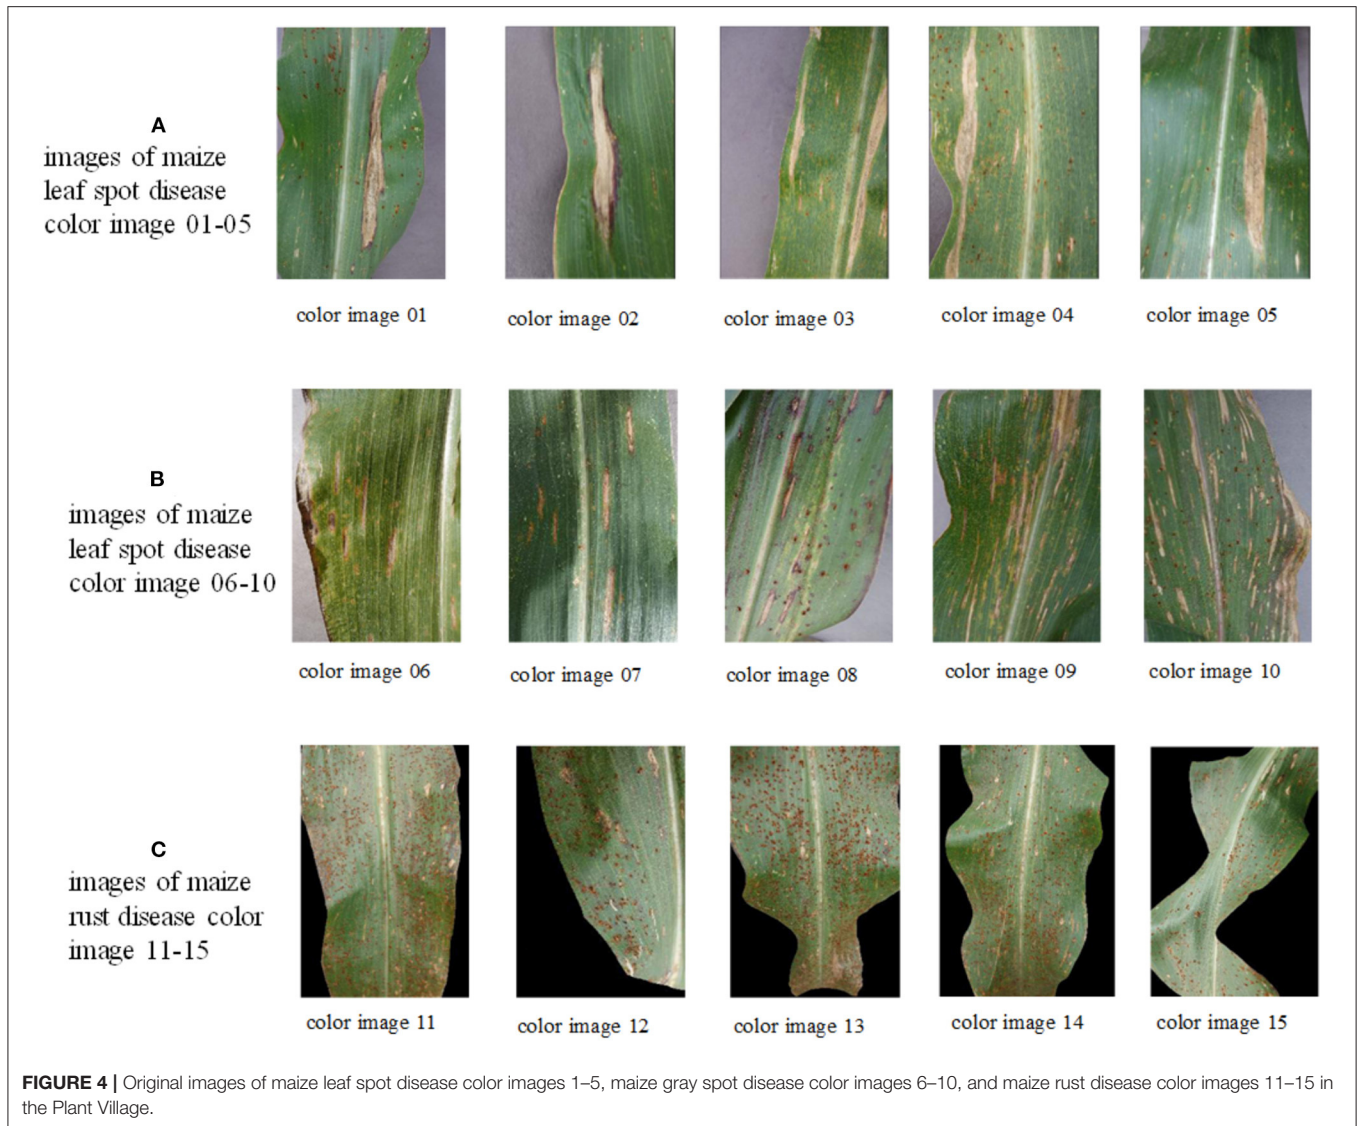 A
images of maize
leaf spot disease
color image 01-05
color image 01
color image 02
color image 03
color image 04
color image 05
B
images of maize
leaf spot disease
color image 06-10
color image 06
color image 07
color image 08
color image 09
color image 10
C
images of maize
rust disease color
image 11-15
color image 11
color image 12
color image 13
color image 14
color image 15
FIGURE 4 | Original images of maize leaf spot disease color images 1–5, maize gray spot disease color images 6–10, and maize rust disease color images 11–15 in
the Plant Village.